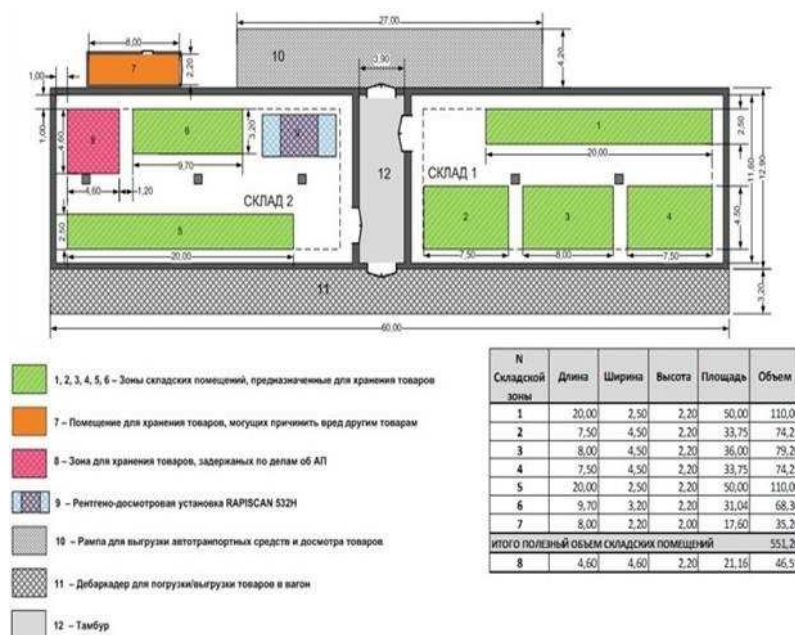 27,00
8,00
4,20
10
3,90
2,20
7
1,00
1,00
4,60
6
3,20
9,70
1
2,50
20,00
12
СКЛАД 1
4,60
1,20
СКЛАД 2
11,60
12,90
2
3
4
4,50
2,50
5
7,50
8,00
7,50
20,00
11
3,20
60,00
1, 2, 3, 4, 5, 6 – Зоны складских помещений, предназначенные для хранения товаров
7 – Помещение для хранения товаров, могущих причинить вред другим товарам
8 – Зона для хранения товаров, задержаных по делам об АП
9 – Рентгено-досмотровая установка RAPISCAN 532H
10 – Рампа для выгрузки автотранпортных средств и досмотра товаров
11 – Дебаркадер для погрузки/выгрузки товаров в вагон
12 – Тамбур
N Складской зоны Длина Ширина Высота Площадь Объем
1 20,00 2,50 2,20 50,00 110,0
2 7,50 4,50 2,20 33,75 74,2
3 8,00 4,50 2,20 36,00 79,2
4 7,50 4,50 2,20 33,75 74,2
5 20,00 2,50 2,20 50,00 110,0
6 9,70 3,20 2,20 31,04 68,3
7 8,00 2,20 2,00 17,60 35,2
ИТОГО ПОЛЕЗНЫЙ ОБЪЕМ СКЛАДСКИХ ПОМЕЩЕНИЙ 551,2
8 4,60 4,60 2,20 21,16 46,5